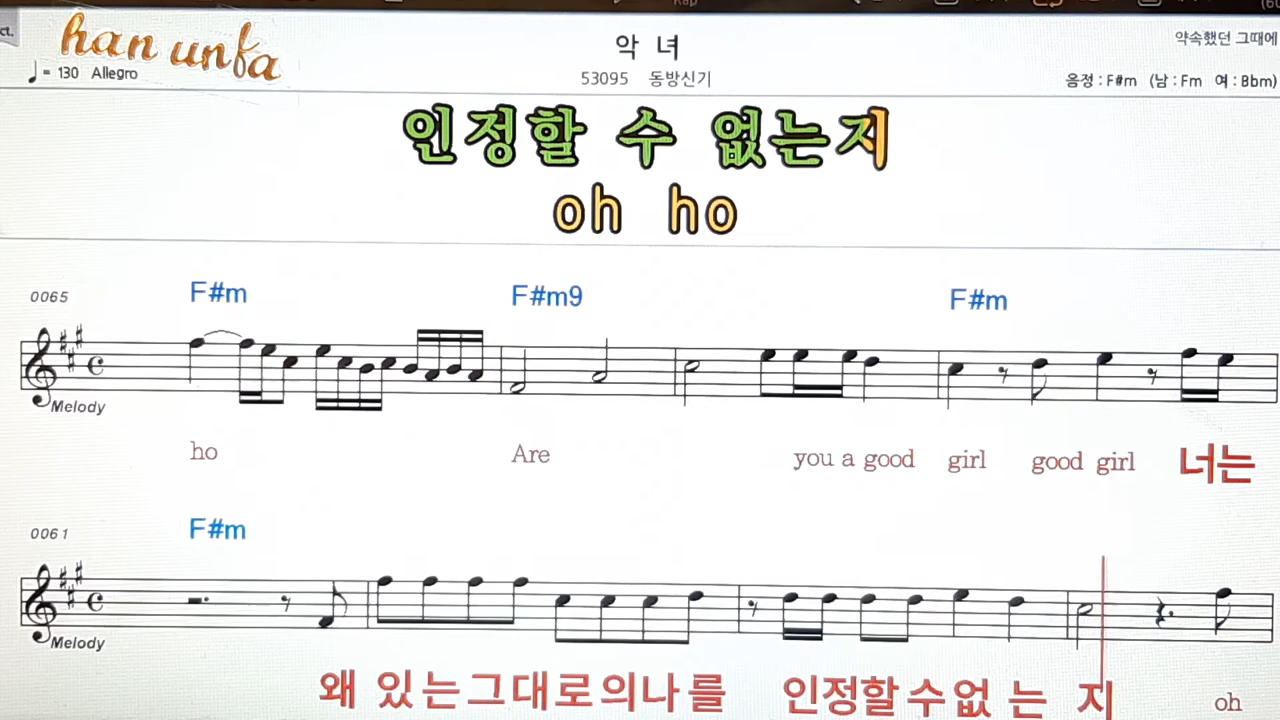 ct.
han unfa
악 녀
약속했던 그때에
♩= 130 Allegro
53095 동방신기
음정 : F#m (남 : Fm 여 : Bbm)
인정할 수 없는지
oh ho
0065 F#m F#m9 F#m
Melody
ho Are you a good girl good girl 너는
0061 F#m
Melody
왜 있는그대로의나를 인정할수없 는 지 oh